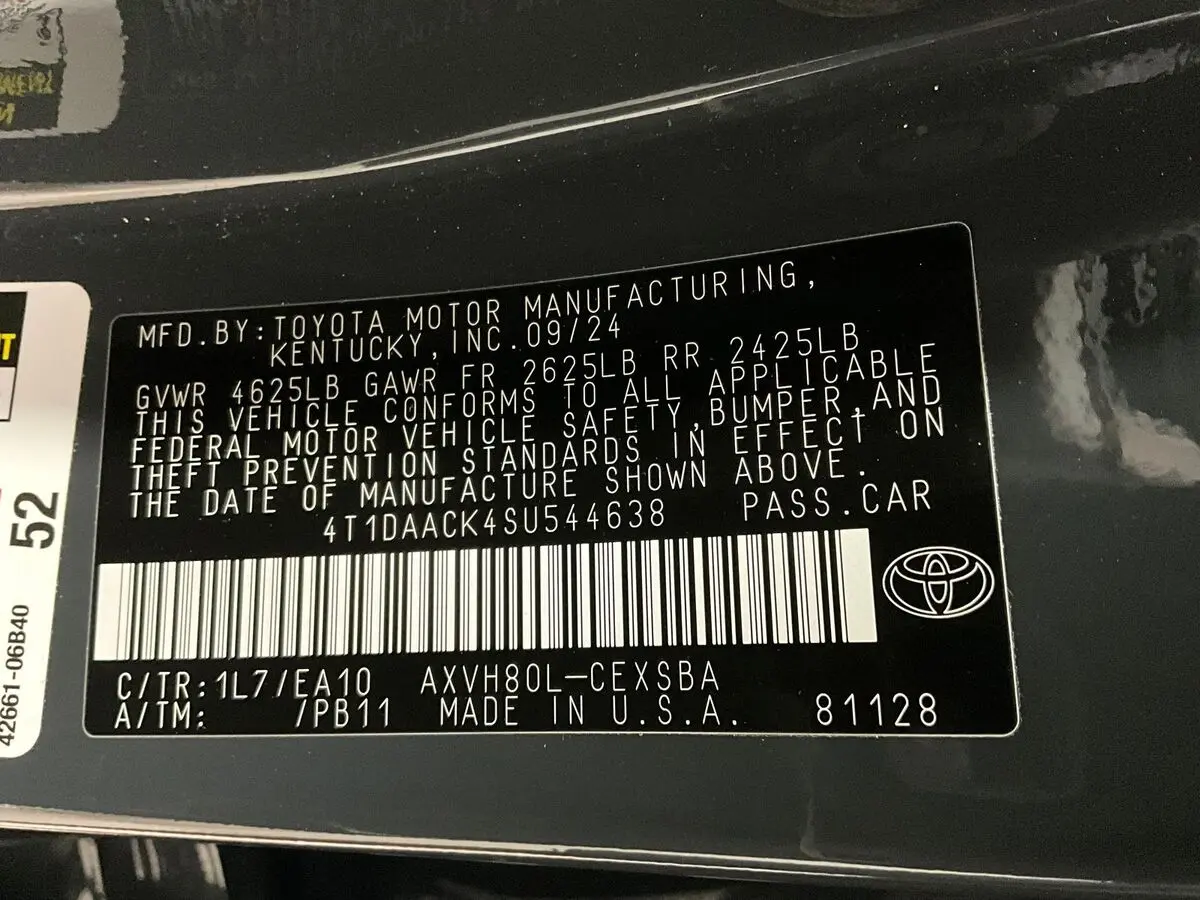 MFD.BY:TOYOTA MOTOR MANUFACTURING,
KENTUCKY,INC.09/24
GVWR 4625LB GAWR FR 2625LB RR 2425LB
THIS VEHICLE CONFORMS TO ALL APPLICABLE
FEDERAL MOTOR VEHICLE SAFETY,BUMPER,AND
THEFT PREVENTION STANDARDS IN EFFECT ON
THE DATE OF MANUFACTURE SHOWN ABOVE.
4T1DAACK4SU544638 PASS.CAR
C/TR:1L7/EA10 AXVH80L-CEXSBA
A/TM: /PB11 MADE IN U.S.A. 81128
52
42661-06B40